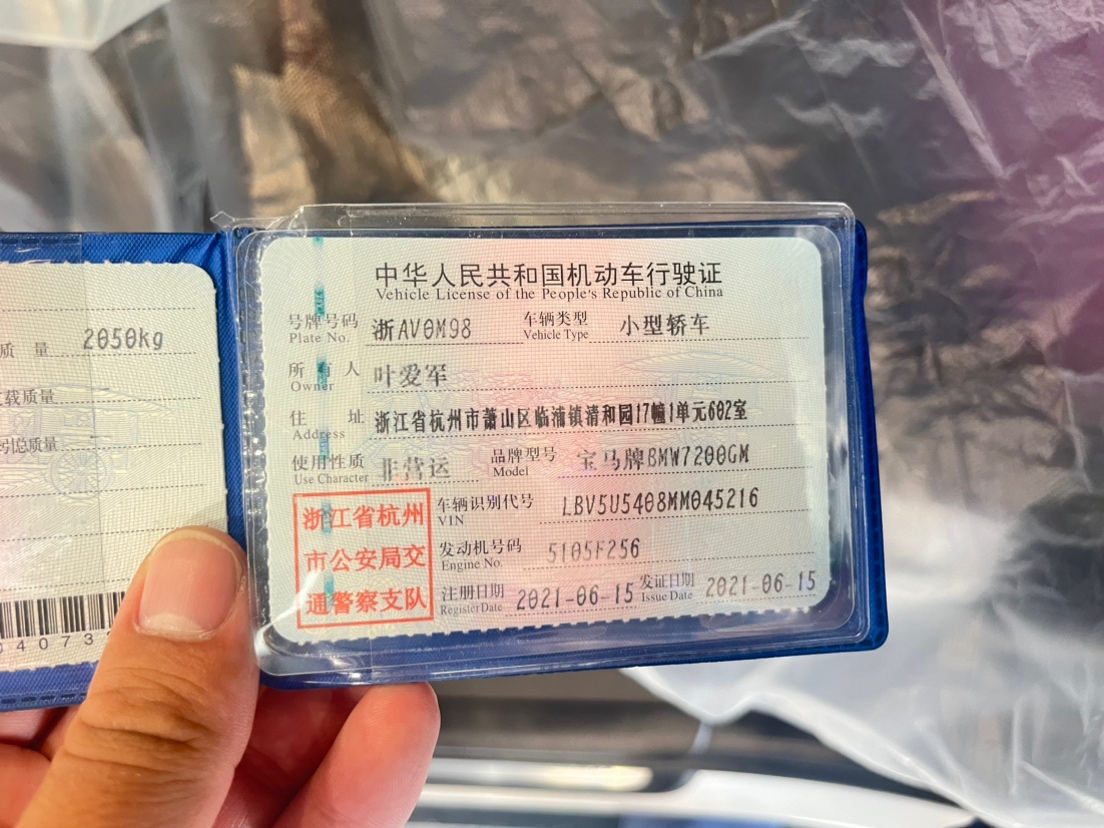 质 量 2050kg
载质量
总质量
04073
中华人民共和国机动车行驶证
Vehicle License of the People's Republic of China
号牌号码 浙AV0M98 车辆类型 小型轿车
Plate No. Vehicle Type
所有人 叶爱军
Owner
住 址 浙江省杭州市萧山区临浦镇清和园17幢1单元602室
Address
使用性质 非营运 品牌型号 宝马牌BMW7200GM
Use Character Model
浙江省杭州
市公安局交
通警察支队
车辆识别代号 LBV5U5408MM045216
VIN
发动机号码 5105F256
Engine No.
注册日期 2021-06-15 发证日期 2021-06-15
Register Date Issue Date